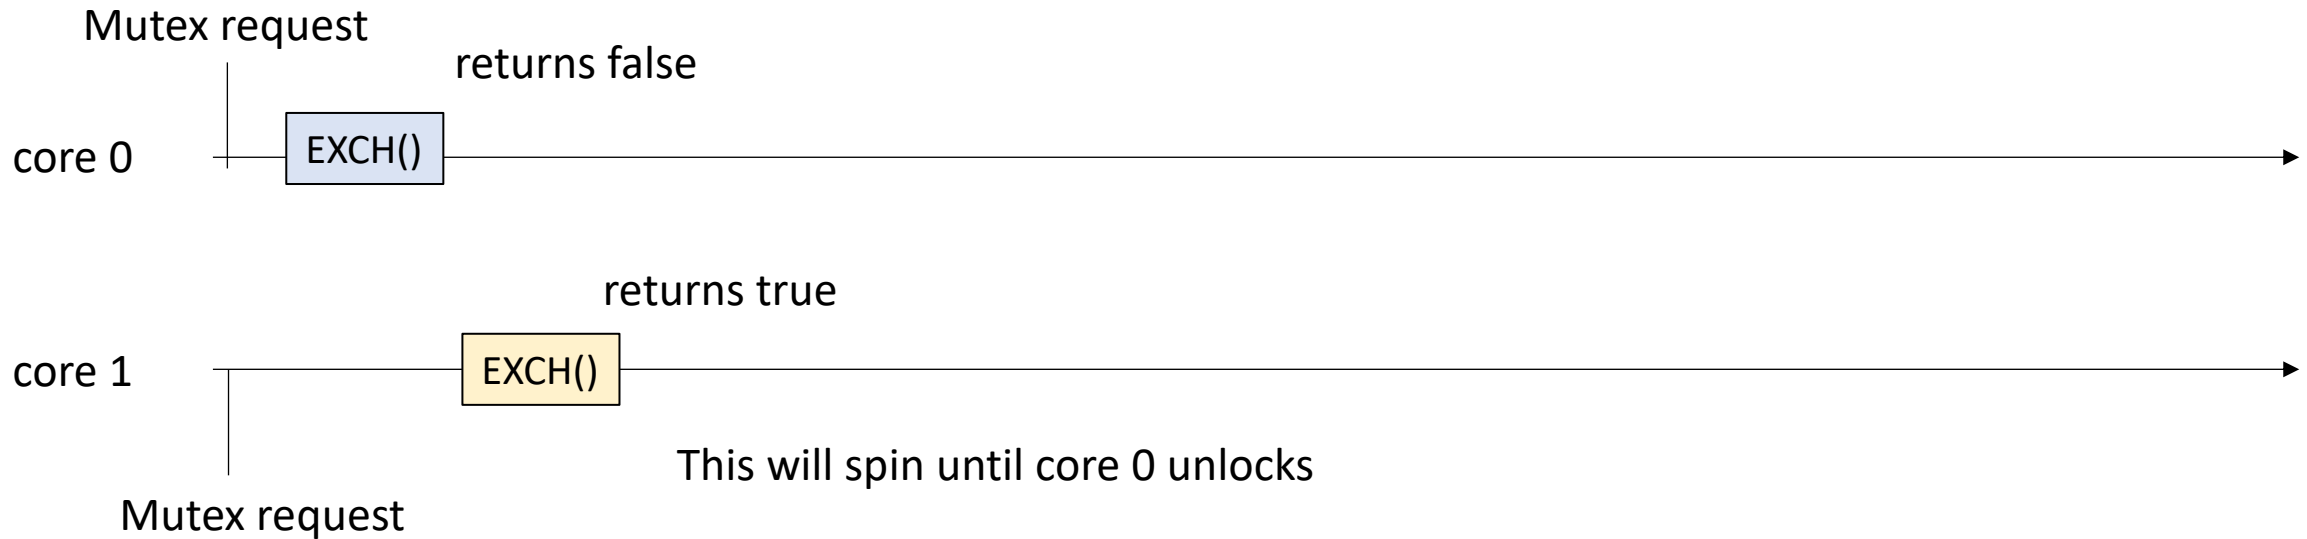 Mutex request
returns false
core 0
EXCH()
returns true
core 1
EXCH()
This will spin until core 0 unlocks
Mutex request